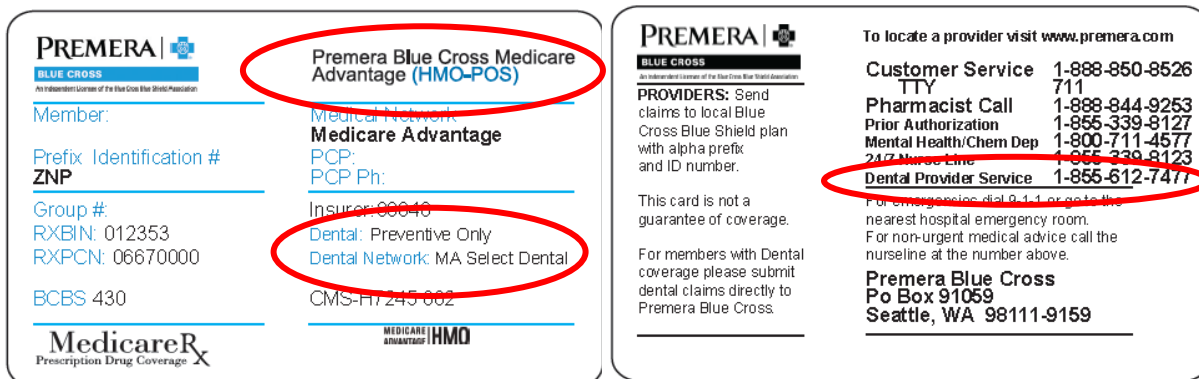 PREMERA
BLUE CROSS
An Independent Licensee of the Blue Cross Blue Shield Association
Premera Blue Cross Medicare
Advantage (HMO-POS)
Member:
Prefix Identification #
ZNP
Medical Network
Medicare Advantage
PCP:
PCP Ph:
Group #:
RXBIN: 012353
RXPCN: 06670000
BCBS 430
Insurer:
Dental: Preventive Only
Dental Network: MA Select Dental
CMS-H7245 002
MedicareRx
Prescription Drug Coverage
MEDICARE
ADVANTAGE HMO
PREMERA
BLUE CROSS
An Independent Licensee of the Blue Cross Blue Shield Association
PROVIDERS: Send
claims to local Blue
Cross Blue Shield plan
with alpha prefix
and ID number.
This card is not a
guarantee of coverage.
For members with Dental
coverage please submit
dental claims directly to
Premera Blue Cross.
To locate a provider visit www.premera.com
Customer Service 1-888-850-8526
TTY 711
Pharmacist Call 1-888-844-9253
Prior Authorization 1-855-339-8127
Mental Health/Chem Dep 1-800-711-4577
24/7 Nurse Line 1-855-339-8123
Dental Provider Service 1-855-612-7477
For emergencies dial 9-1-1 or go to the
nearest hospital emergency room.
For non-urgent medical advice call the
nurseline at the number above.
Premera Blue Cross
Po Box 91059
Seattle, WA 98111-9159